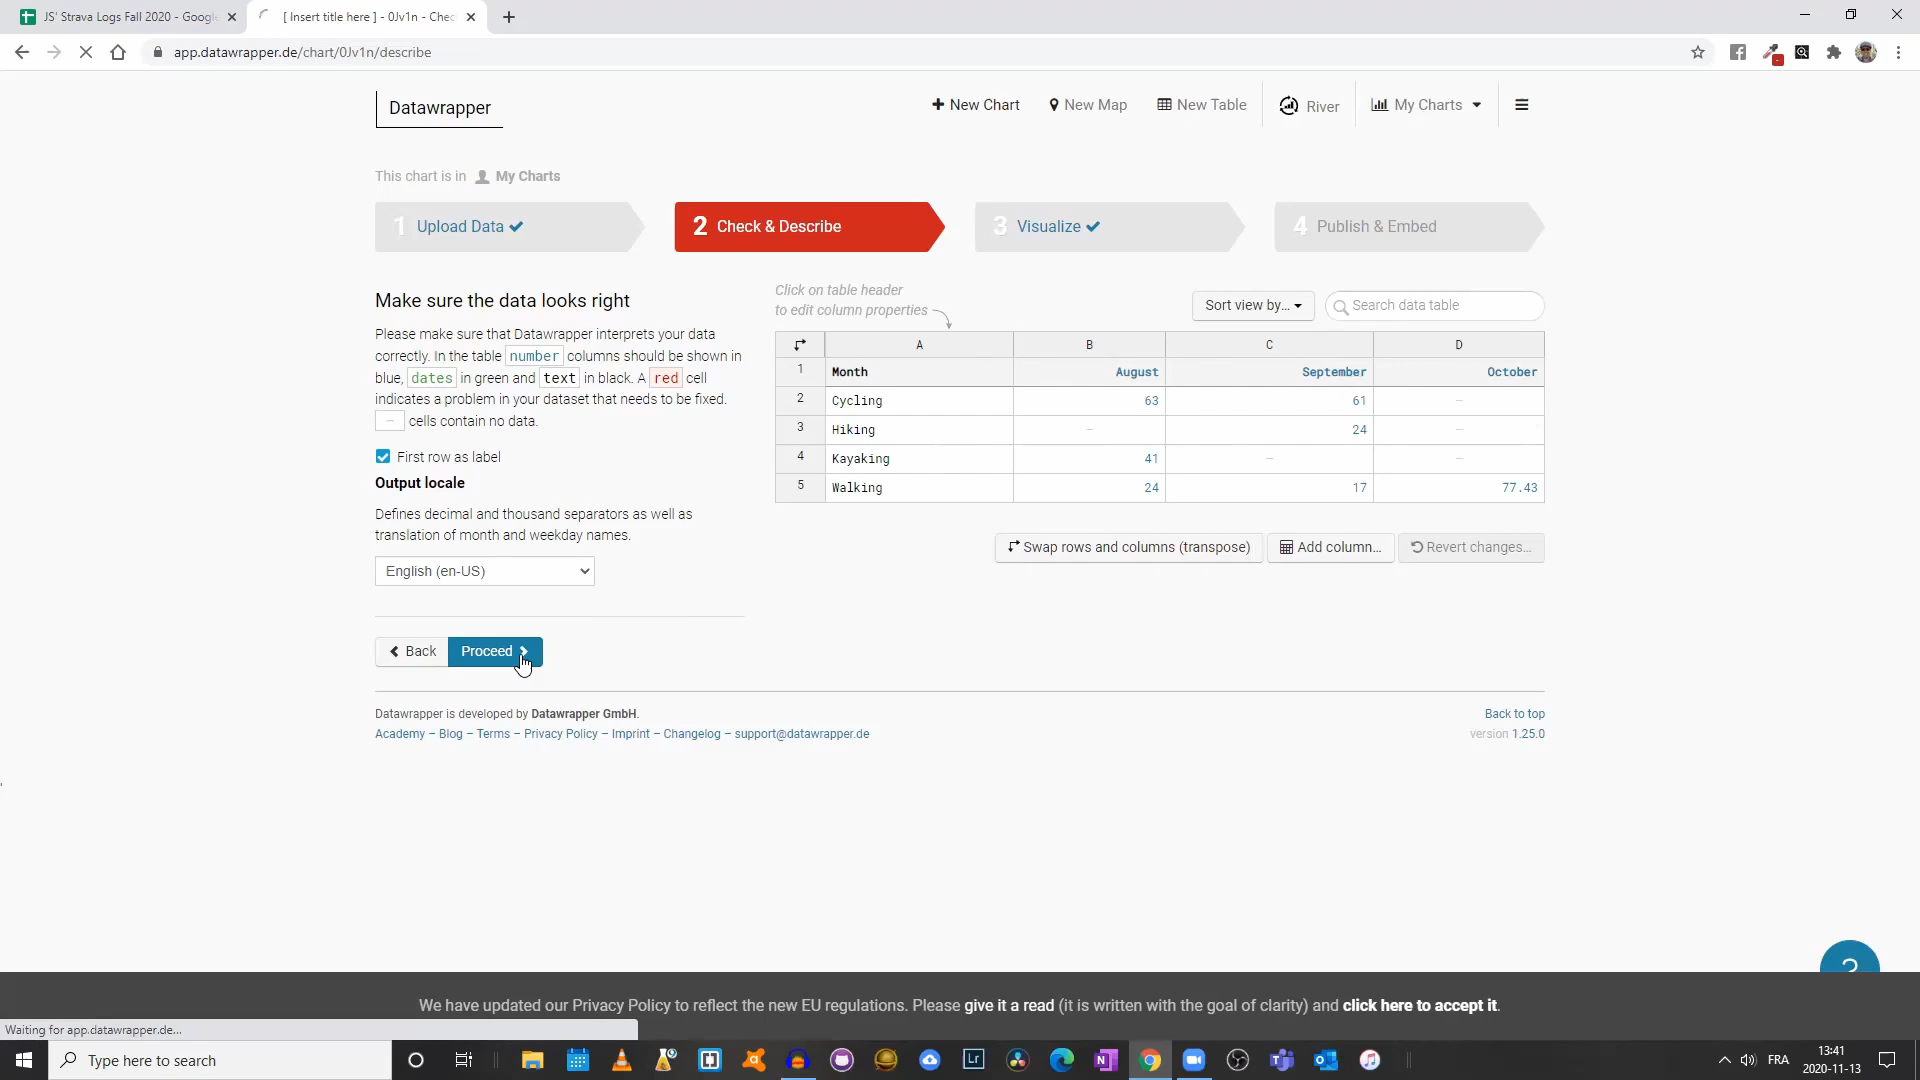 JS' Strava Logs Fall 2020 - Google
[ Insert title here ] - 0Jv1n - Chec
app.datawrapper.de/chart/0Jv1n/describe
Datawrapper
New Chart
New Map
New Table
River
My Charts
This chart is in My Charts
1 Upload Data
2 Check & Describe
3 Visualize
4 Publish & Embed
Make sure the data looks right
Please make sure that Datawrapper interprets your data
correctly. In the table number columns should be shown in
blue, dates in green and text in black. A red cell
indicates a problem in your dataset that needs to be fixed.
– cells contain no data.
First row as label
Output locale
Defines decimal and thousand separators as well as
translation of month and weekday names.
English (en-US)
Back
Proceed
Click on table header
to edit column properties
Sort view by...
Search data table
A B C D
1 Month August September October
2 Cycling 63 61 –
3 Hiking – 24 –
4 Kayaking 41 – –
5 Walking 24 17 77.43
Swap rows and columns (transpose)
Add column...
Revert changes...
Datawrapper is developed by Datawrapper GmbH.
Academy – Blog – Terms – Privacy Policy – Imprint – Changelog – support@datawrapper.de
Back to top
version 1.25.0
?
We have updated our Privacy Policy to reflect the new EU regulations. Please give it a read (it is written with the goal of clarity) and click here to accept it.
Waiting for app.datawrapper.de...
Type here to search
Lr
FRA
13:41
2020-11-13